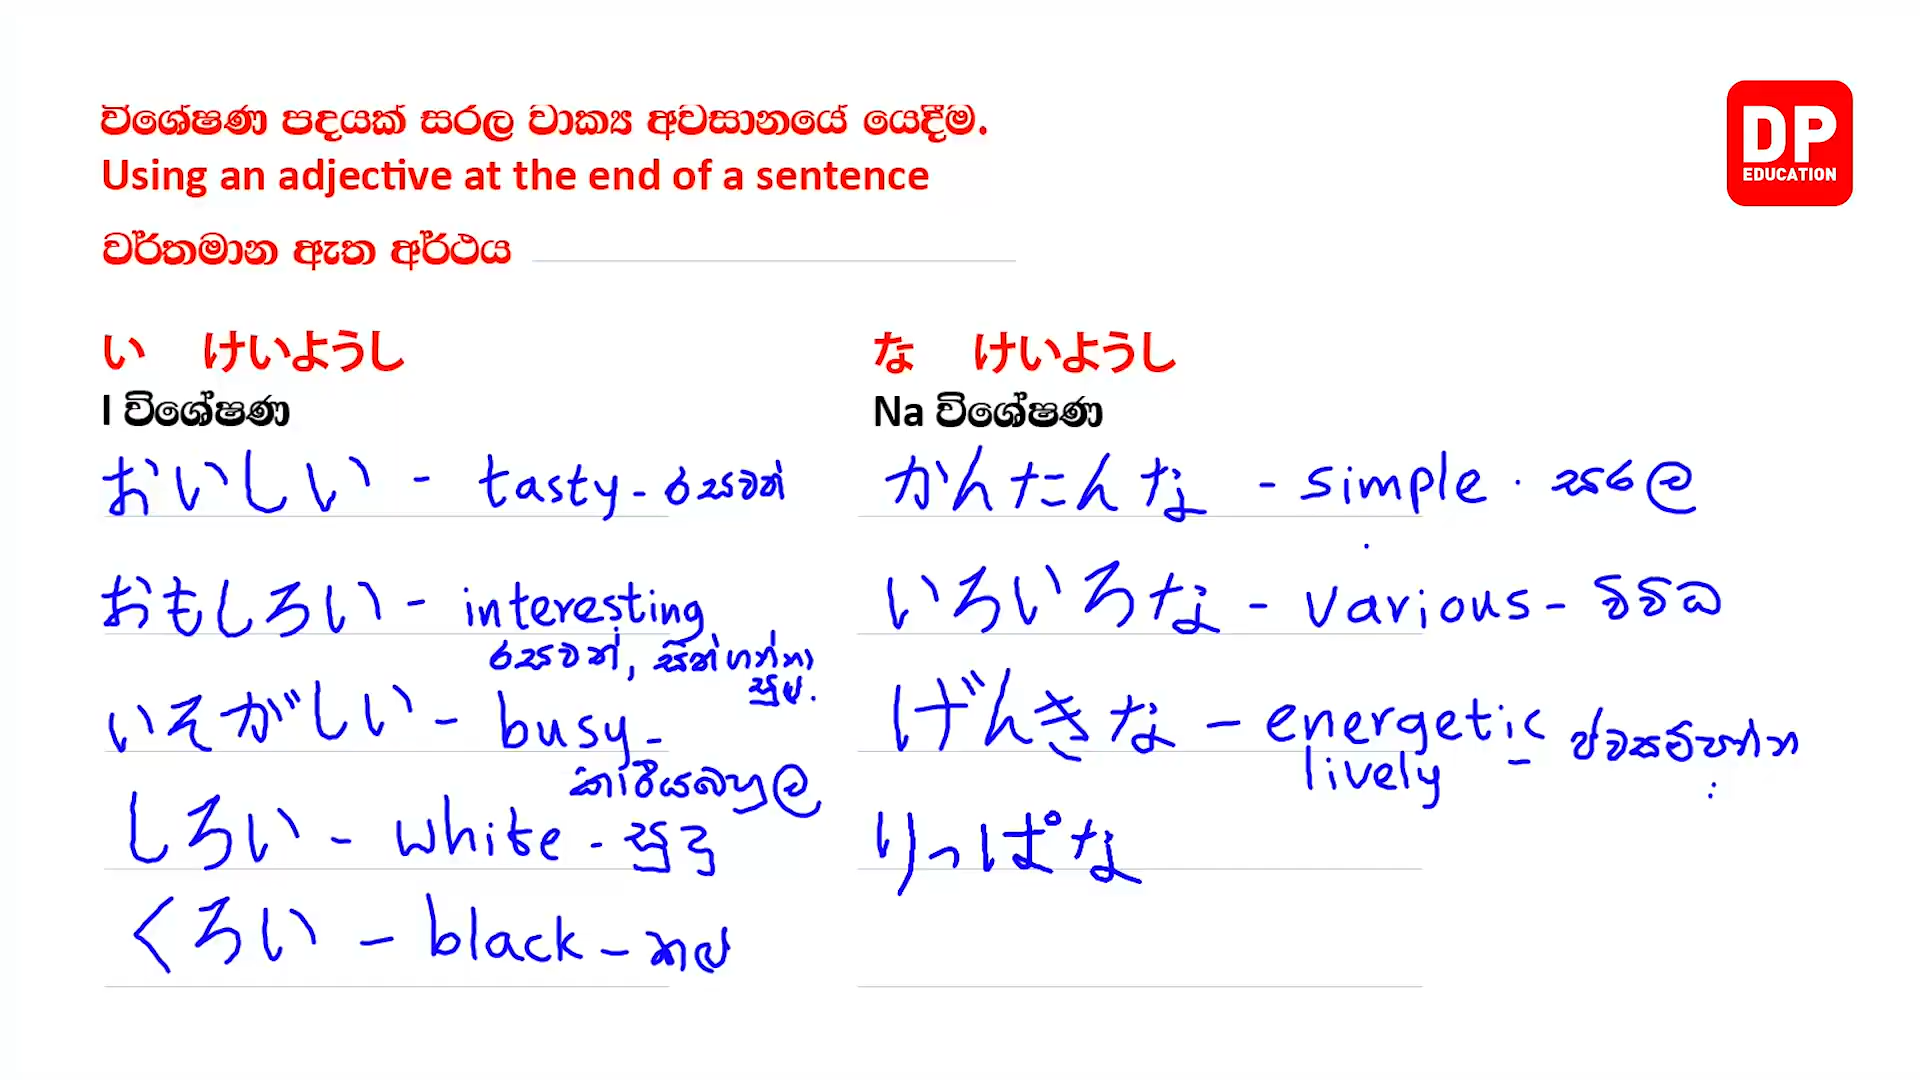 විශේෂණ පදයක් සරල වාක්‍ය අවසානයේ යෙදීම.
Using an adjective at the end of a sentence
වර්තමාන ඇත අර්ථය
DP
EDUCATION
い けいようし
I විශේෂණ
おいしい - tasty - රසවත්
おもしろい - interesting
රසවත්, සිත්ගන්නා
සුළු.
いそがしい - busy -
කාර්යබහුල
しろい - white - සුදු
くろい - black - කළු
な けいようし
Na විශේෂණ
かんたんな - simple . සරල
いろいろな - various - විවිධ
げんきな - energetic
lively - ජවසම්පන්න
りっぱな